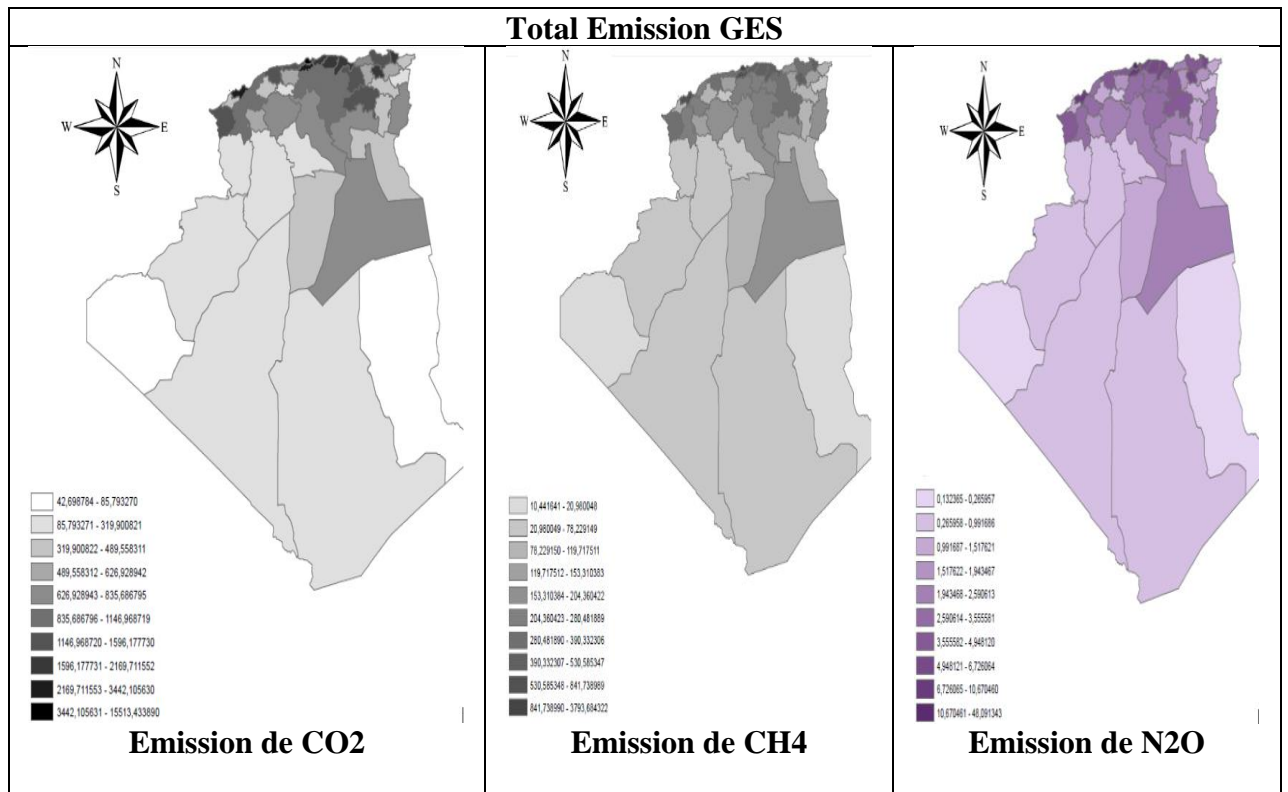 Total Emission GES
N
W E
S
42,698784 - 85,793270
85,793271 - 319,900821
319,900822 - 489,558311
489,558312 - 626,928942
626,928943 - 835,686795
835,686796 - 1146,968719
1146,968720 - 1596,177730
1596,177731 - 2169,711552
2169,711553 - 3442,105630
3442,105631 - 15513,433890
Emission de CO2
N
W E
S
10,441641 - 20,980048
20,980049 - 78,229149
78,229150 - 119,717511
119,717512 - 153,310383
153,310384 - 204,360422
204,360423 - 280,481889
280,481890 - 390,332306
390,332307 - 530,585347
530,585348 - 841,738989
841,738990 - 3793,684322
Emission de CH4
N
W E
S
0,132365 - 0,265957
0,265958 - 0,991686
0,991687 - 1,517621
1,517622 - 1,943467
1,943468 - 2,590613
2,590614 - 3,555581
3,555582 - 4,948120
4,948121 - 6,726064
6,726065 - 10,670460
10,670461 - 48,091343
Emission de N2O